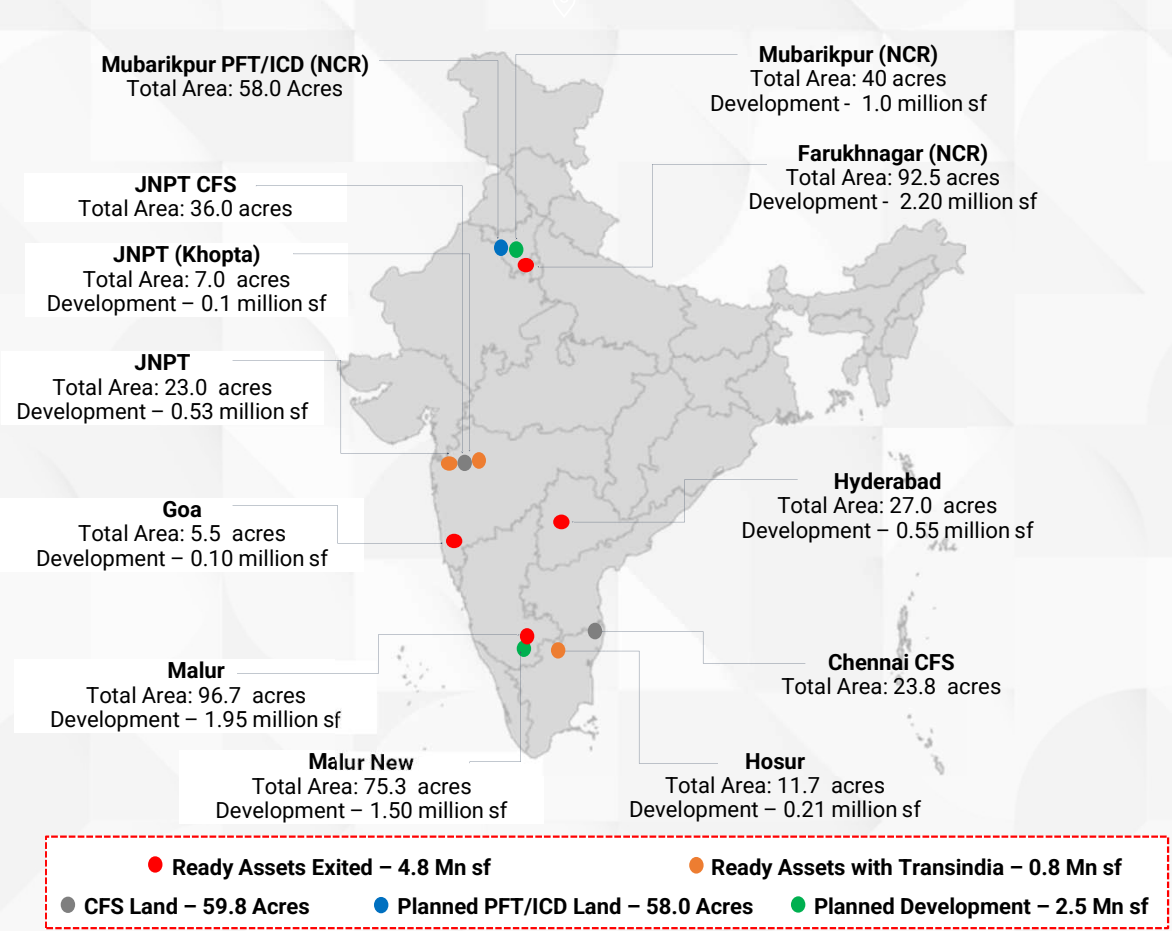 Mubarikpur PFT/ICD (NCR)
Total Area: 58.0 Acres
Mubarikpur (NCR)
Total Area: 40 acres
Development - 1.0 million sf
Farukhnagar (NCR)
Total Area: 92.5 acres
Development - 2.20 million sf
JNPT CFS
Total Area: 36.0 acres
JNPT (Khopta)
Total Area: 7.0 acres
Development – 0.1 million sf
JNPT
Total Area: 23.0 acres
Development – 0.53 million sf
Hyderabad
Total Area: 27.0 acres
Development – 0.55 million sf
Goa
Total Area: 5.5 acres
Development – 0.10 million sf
Chennai CFS
Total Area: 23.8 acres
Malur
Total Area: 96.7 acres
Development – 1.95 million sf
Malur New
Total Area: 75.3 acres
Development – 1.50 million sf
Hosur
Total Area: 11.7 acres
Development – 0.21 million sf
Ready Assets Exited – 4.8 Mn sf
Ready Assets with Transindia – 0.8 Mn sf
CFS Land – 59.8 Acres
Planned PFT/ICD Land – 58.0 Acres
Planned Development – 2.5 Mn sf